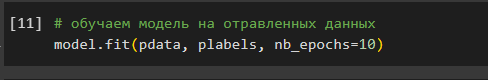 [11] # обучаем модель на отравленных данных
model.fit(pdata, plabels, nb_epochs=10)